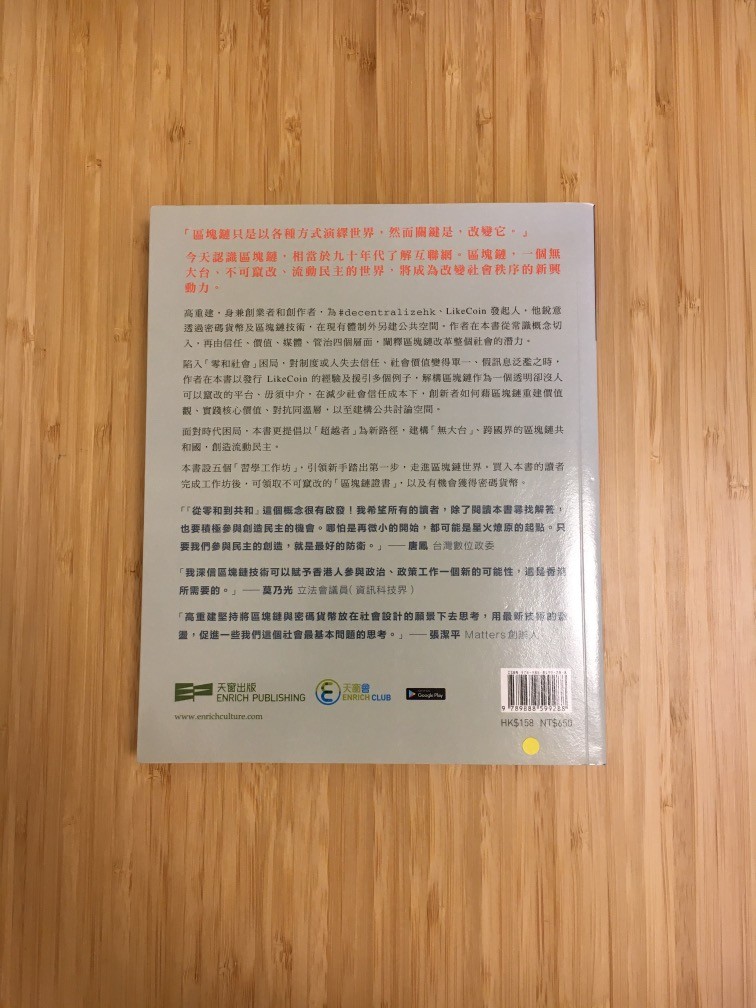 「區塊鏈只是以各種方式演繹世界，然而關鍵是，改變它。」
今天認識區塊鏈，相當於九十年代了解互聯網。區塊鏈，一個無
大台、不可竄改、流動民主的世界，將成為改變社會秩序的新興
動力。
高重建，身兼創業者和創作者，為 #decentralizehk、LikeCoin 發起人，他銳意
透過密碼貨幣及區塊鏈技術，在現有體制外另建公共空間。作者在本書從常識概念切
入，再由信任、價值、媒體、管治四個層面，闡釋區塊鏈改革整個社會的潛力。
陷入「零和社會」困局，對制度或人失去信任、社會價值變得單一、假訊息泛濫之時，
作者在本書以發行 LikeCoin 的經驗及援引多個例子，解構區塊鏈作為一個透明卻沒人
可以竄改的平台，毋須中介，在減少社會信任成本下，創新者如何藉區塊鏈重建價值
觀、實踐核心價值、對抗同溫層，以至建構公共討論空間。
面對時代困局，本書更提倡以「超越者」為新路徑，建構「無大台」、跨國界的區塊鏈共
和國，創造流動民主。
本書設五個「習學工作坊」，引領新手踏出第一步，走進區塊鏈世界。買入本書的讀者
完成工作坊後，可領取不可竄改的「區塊鏈證書」，以及有機會獲得密碼貨幣。
「「從零和到共和」這個概念很有啟發！我希望所有的讀者，除了閱讀本書尋找解答，
也要積極參與創造民主的機會。哪怕是再微小的開始，都可能是星火燎原的起點。只
要我們參與民主的創造，就是最好的防衛。」——唐鳳 台灣數位政委
「我深信區塊鏈技術可以賦予香港人參與政治、政策工作一個新的可能性，這是香港
所需要的。」——莫乃光 立法會議員（資訊科技界）
「高重建堅持將區塊鏈與密碼貨幣放在社會設計的願景下去思考，用最新技術的意
圖，促進一些我們這個社會最基本問題的思考。」——張潔平 Matters 創辦人
天窗出版
ENRICH PUBLISHING
www.enrichculture.com
天窗會
ENRICH CLUB
Google Play
9 789888 599288
HK$158 NT$650